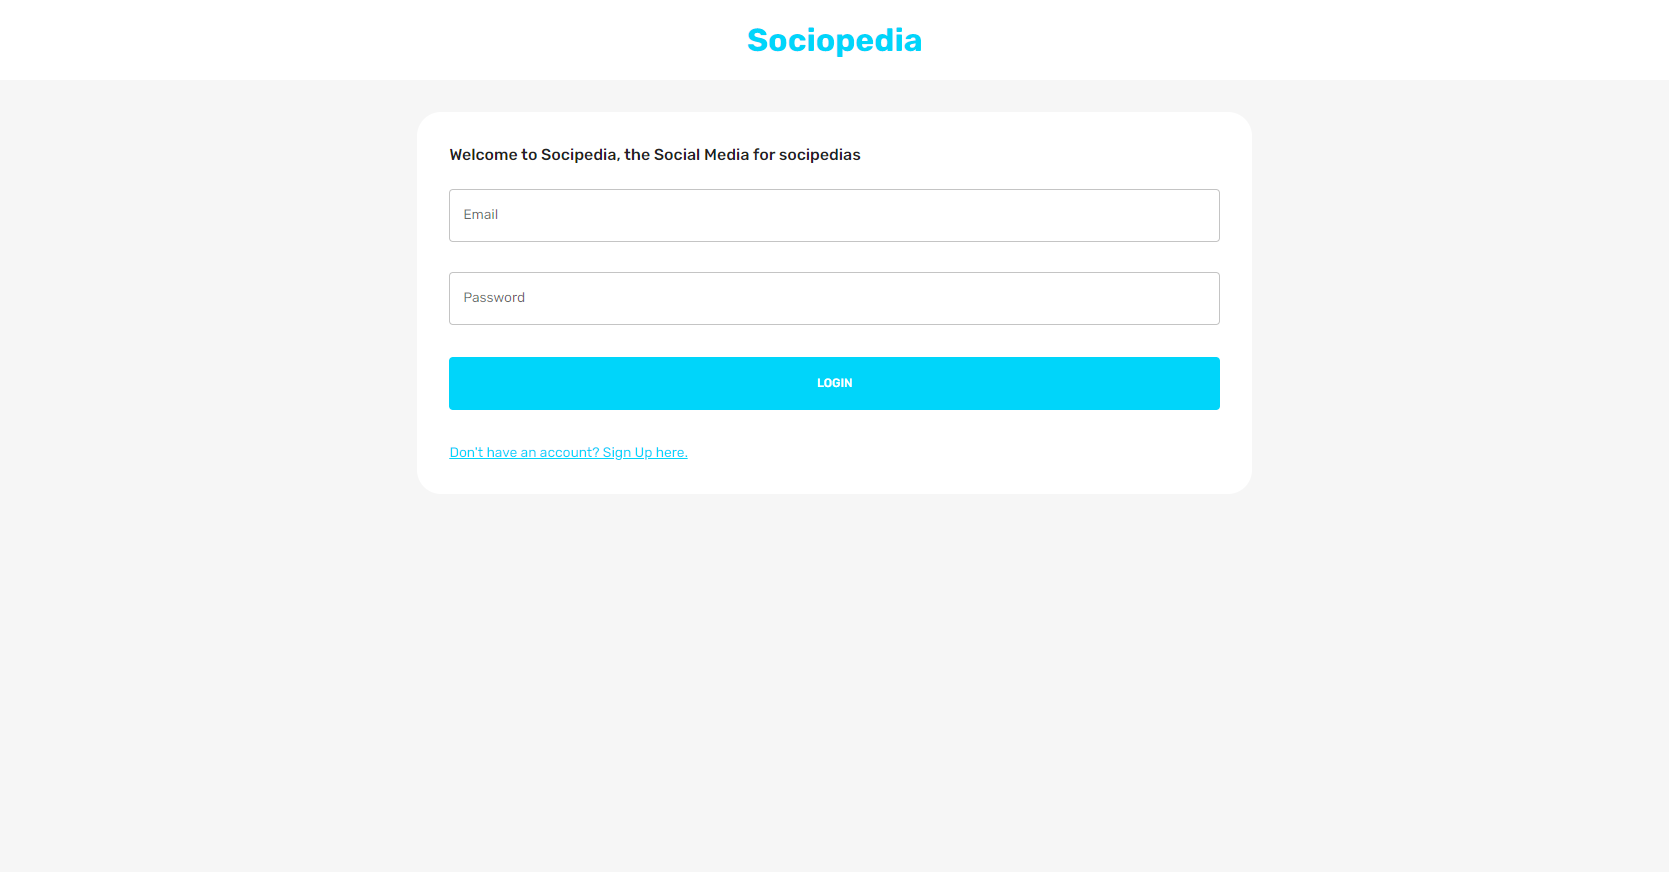 Sociopedia
Welcome to Socipedia, the Social Media for socipedias
Email
Password
LOGIN
Don't have an account? Sign Up here.